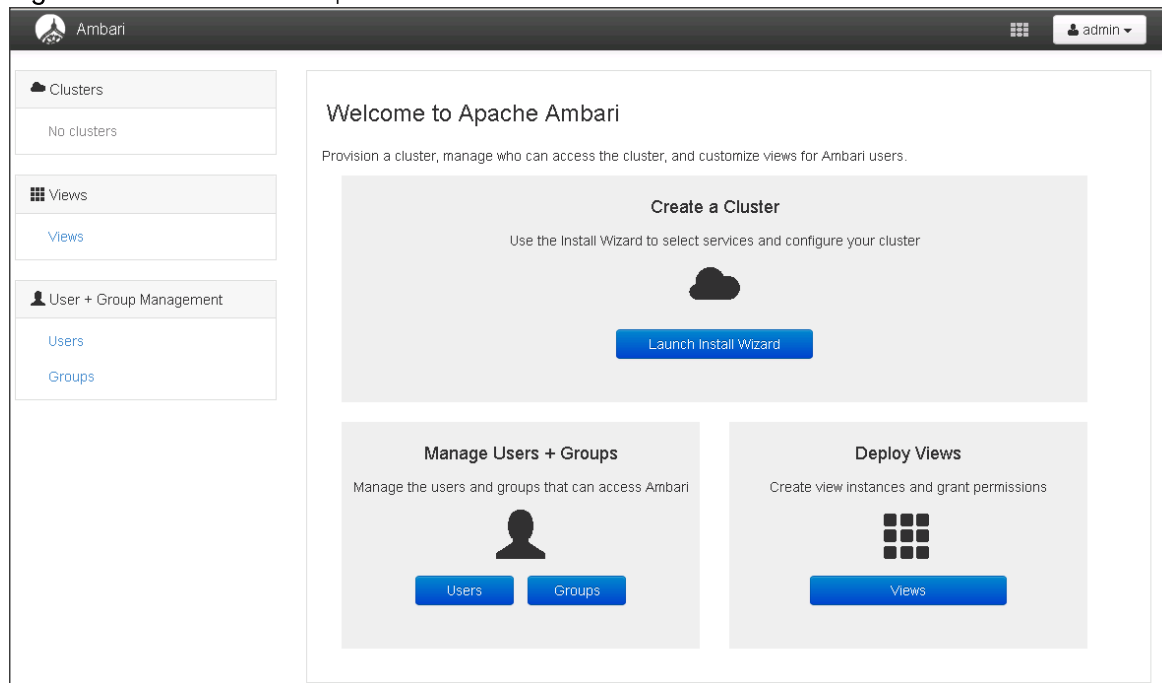 Ambari
admin
Clusters
No clusters
Views
Views
User + Group Management
Users
Groups
Welcome to Apache Ambari
Provision a cluster, manage who can access the cluster, and customize views for Ambari users.
Create a Cluster
Use the Install Wizard to select services and configure your cluster
Launch Install Wizard
Manage Users + Groups
Manage the users and groups that can access Ambari
Users
Groups
Deploy Views
Create view instances and grant permissions
Views